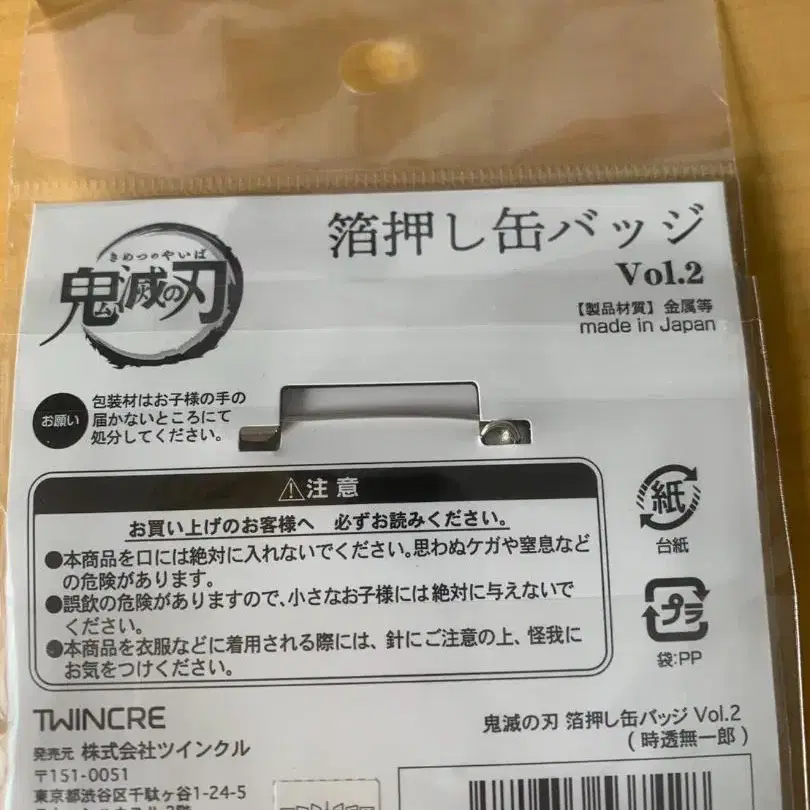 箔押し缶バッジ
Vol.2
きめつのやいば
鬼滅の刃
【製品材質】金属等
made in Japan
お願い
包装材はお子様の手の
届かないところにて
処分してください。
⚠注意
お買い上げのお客様へ 必ずお読みください。
●本商品を口には絶対に入れないでください。思わぬケガや窒息など
の危険があります。
●誤飲の危険がありますので、小さなお子様には絶対に与えないで
ください。
●本商品を衣服などに着用される際には、針にご注意の上、怪我に
お気をつけください。
紙
台紙
プラ
袋:PP
TWINCRE
発売元 株式会社ツインクル
〒151-0051
東京都渋谷区千駄ヶ谷1-24-5
鬼滅の刃 箔押し缶バッジ Vol.2
(時透無一郎)